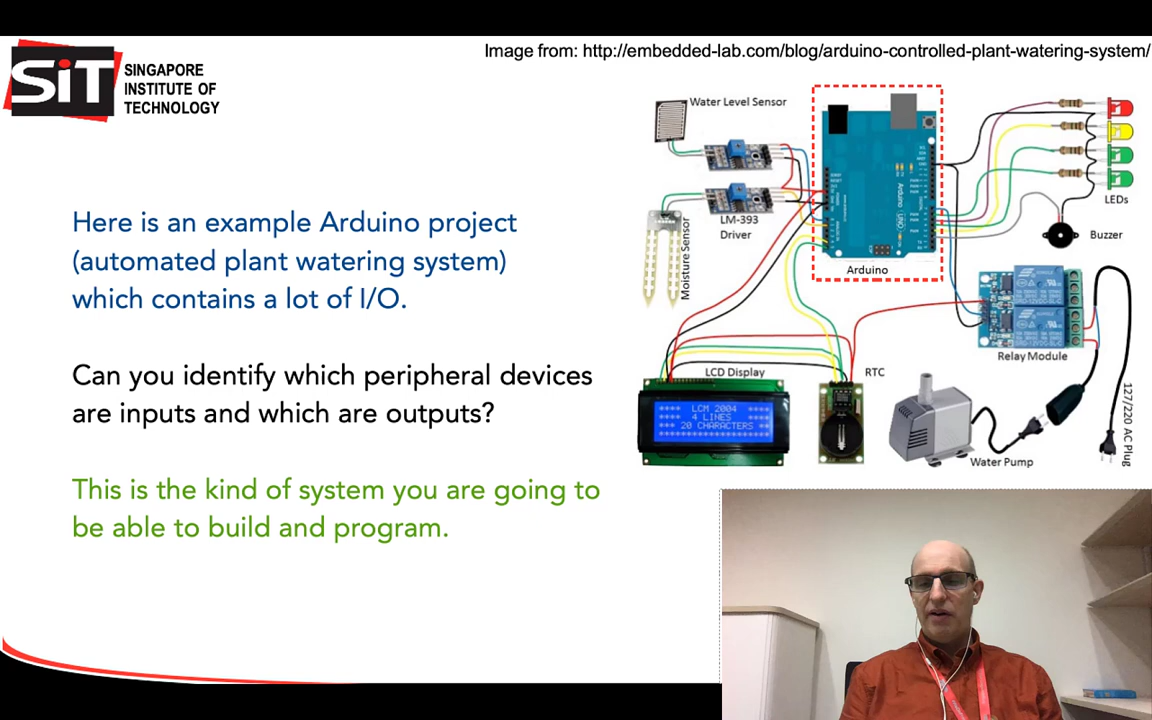 Image from: http://embedded-lab.com/blog/arduino-controlled-plant-watering-system/
SiT
SINGAPORE
INSTITUTE OF
TECHNOLOGY
Here is an example Arduino project
(automated plant watering system)
which contains a lot of I/O.
Can you identify which peripheral devices
are inputs and which are outputs?
This is the kind of system you are going to
be able to build and program.
Water Level Sensor
LM-393
Driver
Moisture Sensor
Arduino
LEDs
Buzzer
Relay Module
LCD Display
LCM 2004
4 LINES
20 CHARACTERS
RTC
Water Pump
127/220 AC Plug